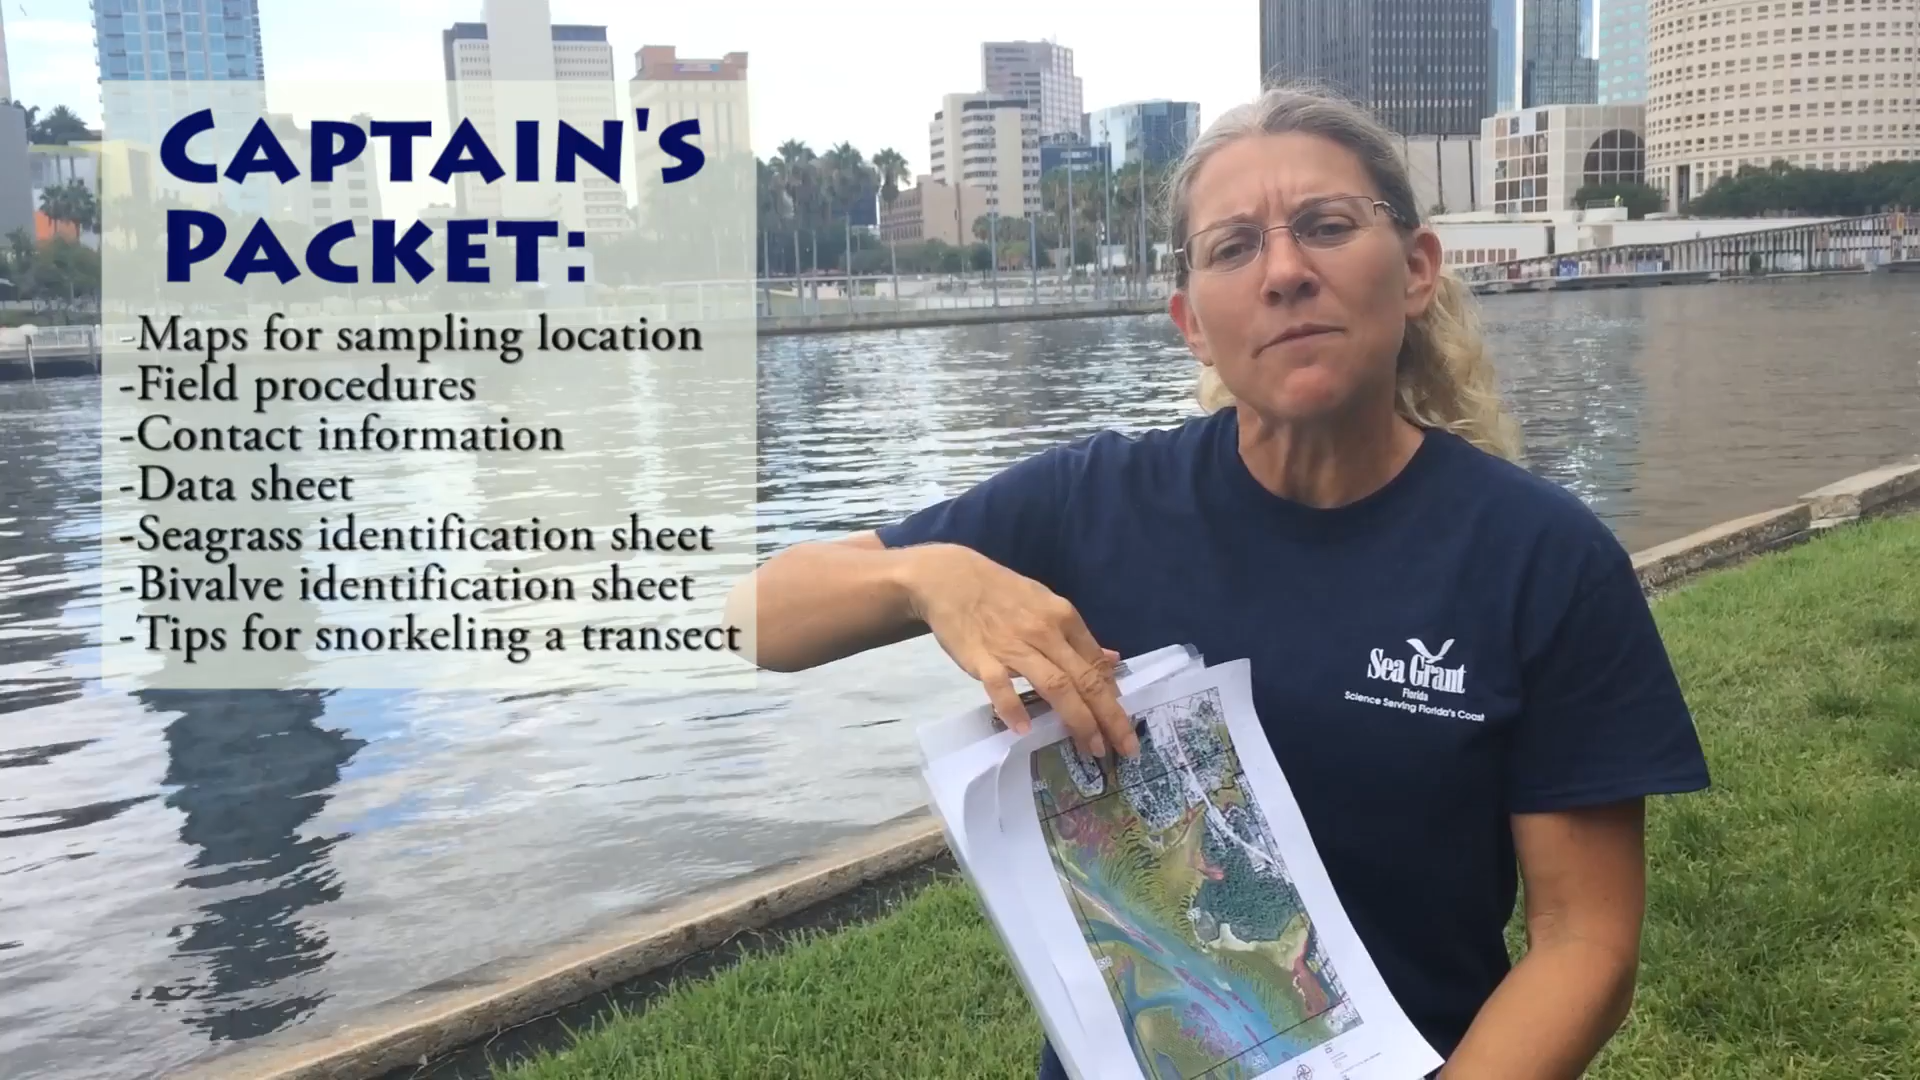 CAPTAIN'S
PACKET:
-Maps for sampling location
-Field procedures
-Contact information
-Data sheet
-Seagrass identification sheet
-Bivalve identification sheet
-Tips for snorkeling a transect
Sea Grant
Florida
Science Serving Florida's Coast